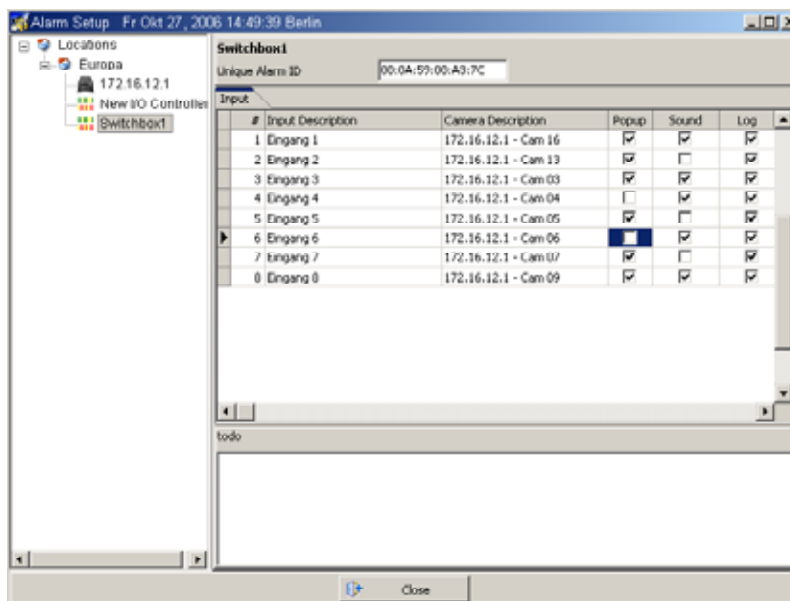 Alarm Setup Fr Okt 27, 2006 14:49:39 Berlin
Locations
Europa
172.16.12.1
New I/O Controller
Switchbox1
Switchbox1
Unique Alarm ID 00:0A:59:00:A3:7C
Input
# Input Description Camera Description Popup Sound Log
1 Eingang 1 172.16.12.1 - Cam 16
2 Eingang 2 172.16.12.1 - Cam 13
3 Eingang 3 172.16.12.1 - Cam 03
4 Eingang 4 172.16.12.1 - Cam 04
5 Eingang 5 172.16.12.1 - Cam 05
6 Eingang 6 172.16.12.1 - Cam 06
7 Eingang 7 172.16.12.1 - Cam 07
8 Eingang 8 172.16.12.1 - Cam 09
todo
Close